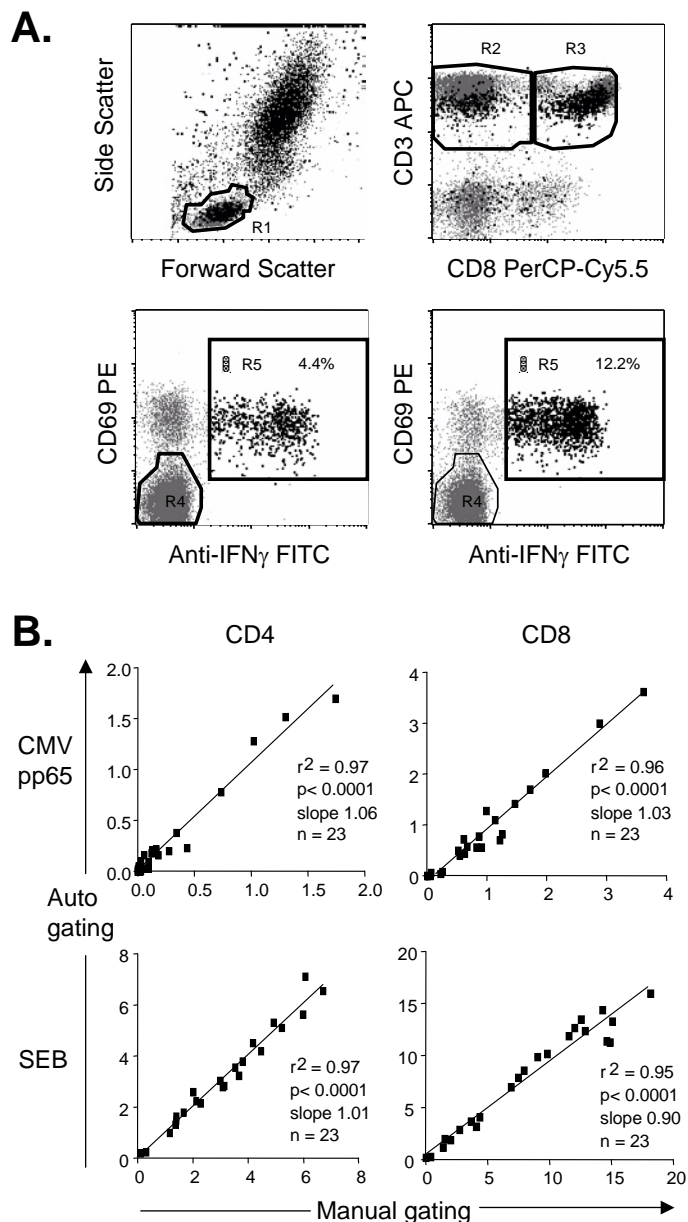 A.
Side Scatter
R1
Forward Scatter
CD3 APC
R2
R3
CD8 PerCP-Cy5.5
CD69 PE
R5 4.4%
R4
Anti-IFNγ FITC
CD69 PE
R5 12.2%
R4
Anti-IFNγ FITC
B.
CD4
CD8
CMV
pp65
Auto
gating
SEB
2.0
1.5
1.0
0.5
0.0
0.0 0.5 1.0 1.5 2.0
r2 = 0.97
p< 0.0001
slope 1.06
n = 23
4
3
2
1
0
0 1 2 3 4
r2 = 0.96
p< 0.0001
slope 1.03
n = 23
8
6
4
2
0
0 2 4 6 8
r2 = 0.97
p< 0.0001
slope 1.01
n = 23
20
15
10
5
0
0 5 10 15 20
r2 = 0.95
p< 0.0001
slope 0.90
n = 23
Manual gating